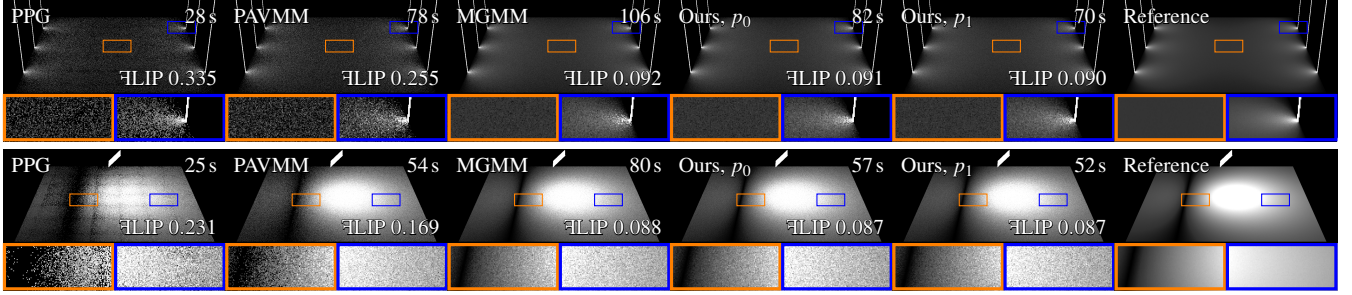 PPG 28 s PAVMM 78 s MGMM 106 s Ours, p0 82 s Ours, p1 70 s Reference
ꟻLIP 0.335 ꟻLIP 0.255 ꟻLIP 0.092 ꟻLIP 0.091 ꟻLIP 0.090
PPG 25 s PAVMM 54 s MGMM 80 s Ours, p0 57 s Ours, p1 52 s Reference
ꟻLIP 0.231 ꟻLIP 0.169 ꟻLIP 0.088 ꟻLIP 0.087 ꟻLIP 0.087